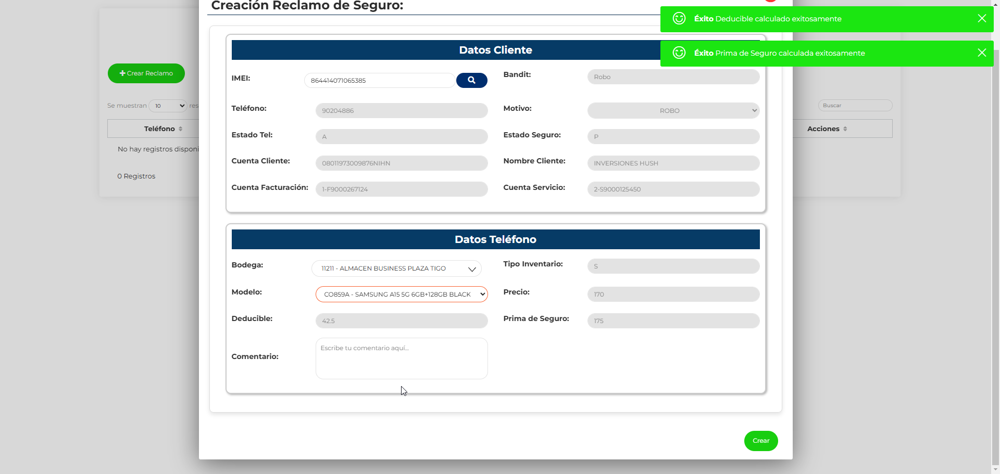 Creación Reclamo de Seguro:
Éxito Deducible calculado exitosamente
Éxito Prima de Seguro calculada exitosamente
Crear Reclamo
Se muestran 10 res
Buscar
Teléfono
Acciones
No hay registros disponi
0 Registros
Datos Cliente
IMEI: 864414071065385
Bandit: Robo
Teléfono: 90204886
Motivo: ROBO
Estado Tel: A
Estado Seguro: P
Cuenta Cliente: 08011973009876NIHN
Nombre Cliente: INVERSIONES HUSH
Cuenta Facturación: 1-F9000267124
Cuenta Servicio: 2-S9000125450
Datos Teléfono
Bodega: 11211 - ALMACEN BUSINESS PLAZA TIGO
Tipo Inventario: S
Modelo: CO859A - SAMSUNG A15 5G 6GB+128GB BLACK
Precio: 170
Deducible: 42.5
Prima de Seguro: 175
Comentario: Escribe tu comentario aquí...
Crear